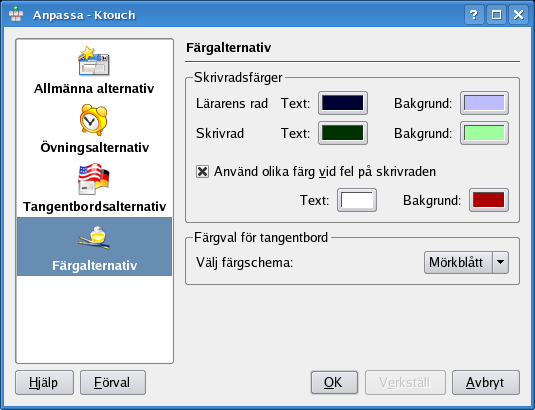 Anpassa - Ktouch
Allmänna alternativ
Övningsalternativ
Tangentbordsalternativ
Färgalternativ
Färgalternativ
Skrivradsfärger
Lärarens rad Text: Bakgrund:
Skrivrad Text: Bakgrund:
Använd olika färg vid fel på skrivraden
Text: Bakgrund:
Färgval för tangentbord
Välj färgschema: Mörkblått
Hjälp Förval OK Verkställ Avbryt